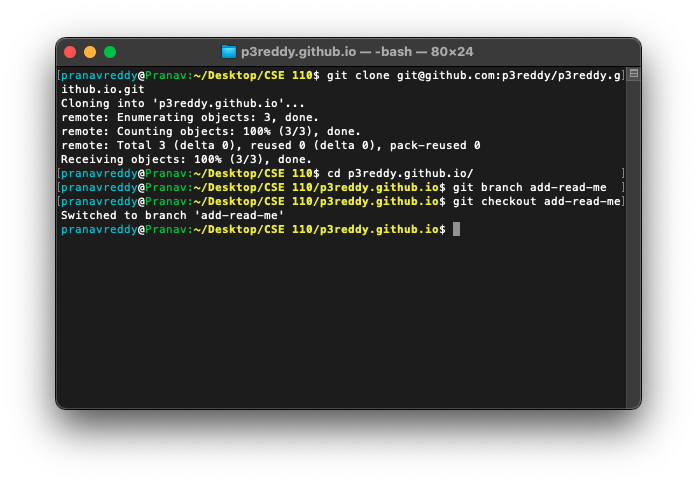 p3reddy.github.io — -bash — 80×24
[pranavreddy@Pranav:~/Desktop/CSE 110$ git clone git@github.com:p3reddy/p3reddy.g]
ithub.io.git
Cloning into 'p3reddy.github.io'...
remote: Enumerating objects: 3, done.
remote: Counting objects: 100% (3/3), done.
remote: Total 3 (delta 0), reused 0 (delta 0), pack-reused 0
Receiving objects: 100% (3/3), done.
[pranavreddy@Pranav:~/Desktop/CSE 110$ cd p3reddy.github.io/ ]
[pranavreddy@Pranav:~/Desktop/CSE 110/p3reddy.github.io$ git branch add-read-me ]
[pranavreddy@Pranav:~/Desktop/CSE 110/p3reddy.github.io$ git checkout add-read-me]
Switched to branch 'add-read-me'
pranavreddy@Pranav:~/Desktop/CSE 110/p3reddy.github.io$